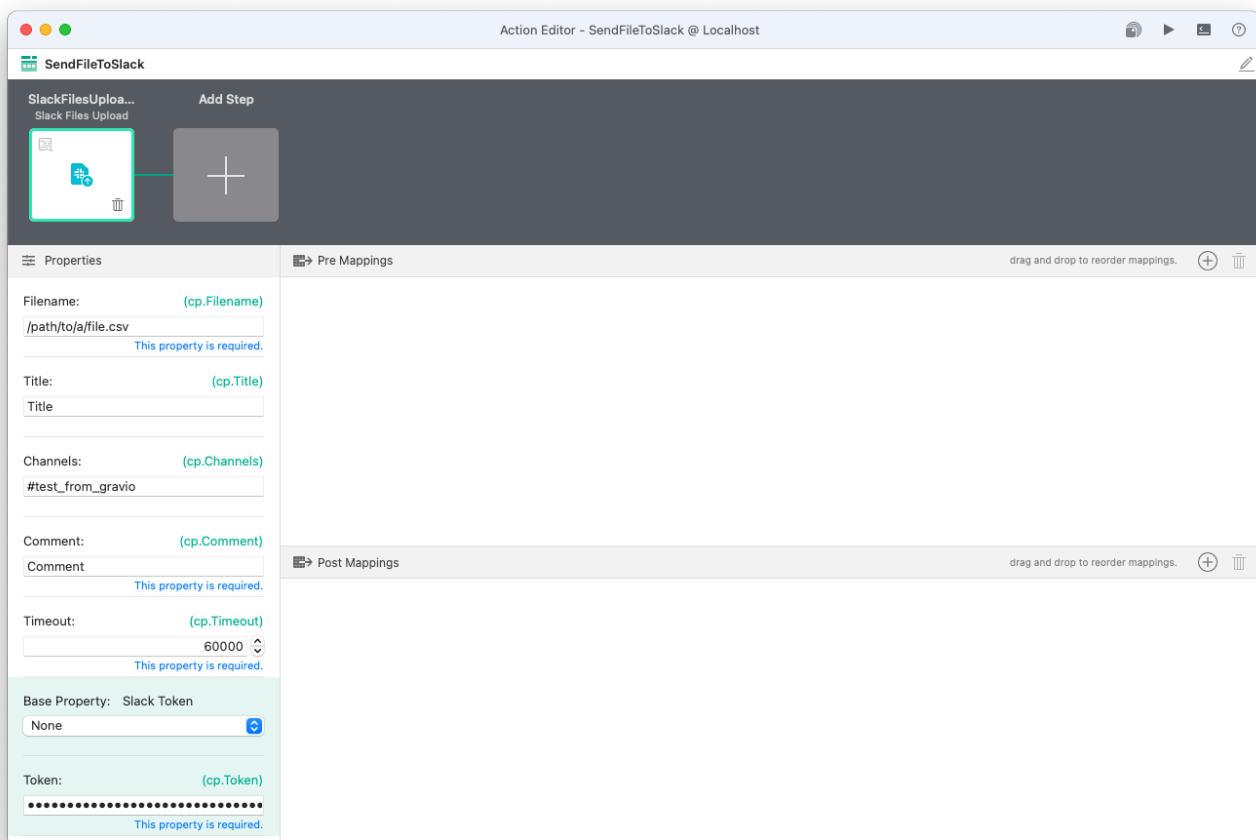 Action Editor - SendFileToSlack @ Localhost
SendFileToSlack
SlackFilesUploa... Add Step
Slack Files Upload
Properties
Pre Mappings drag and drop to reorder mappings.
Filename: (cp.Filename)
/path/to/a/file.csv
This property is required.
Title: (cp.Title)
Title
Channels: (cp.Channels)
#test_from_gravio
Comment: (cp.Comment)
Comment
This property is required.
Post Mappings drag and drop to reorder mappings.
Timeout: (cp.Timeout)
60000
This property is required.
Base Property: Slack Token
None
Token: (cp.Token)
This property is required.